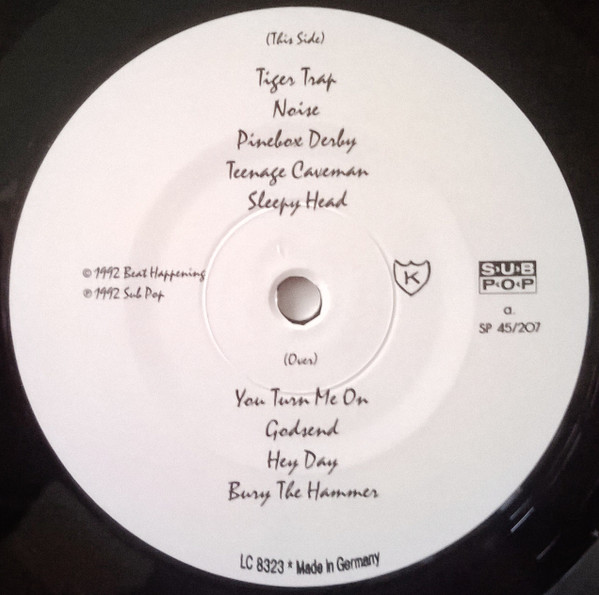 (This Side)
Tiger Trap
Noise
Pinebox Derby
Teenage Caveman
Sleepy Head
© 1992 Beat Happening
℗ 1992 Sub Pop
K
SUB
POP
a.
SP 45/207
(Over)
You Turn Me On
Godsend
Hey Day
Bury The Hammer
LC 8323 * Made In Germany